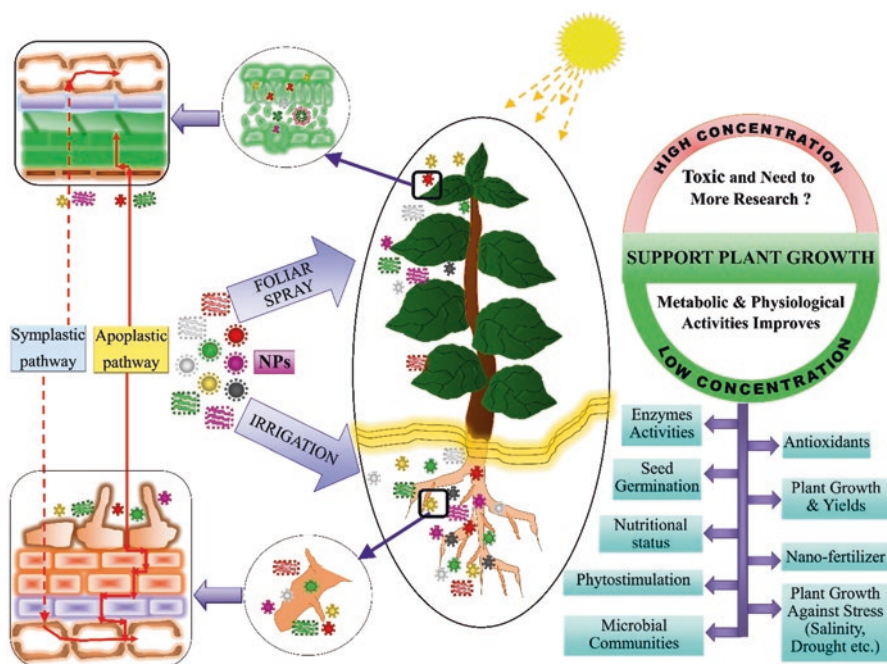 Symplastic
pathway
Apoplastic
pathway
FOLIAR
SPRAY
NPs
IRRIGATION
HIGH CONCENTRATION
Toxic and Need to
More Research ?
SUPPORT PLANT GROWTH
Metabolic & Physiological
Activities Improves
LOW CONCENTRATION
Enzymes
Activities
Antioxidants
Seed
Germination
Plant Growth
& Yields
Nutritional
status
Nano-fertilizer
Phytostimulation
Plant Growth
Against Stress
(Salinity,
Drought etc.)
Microbial
Communities